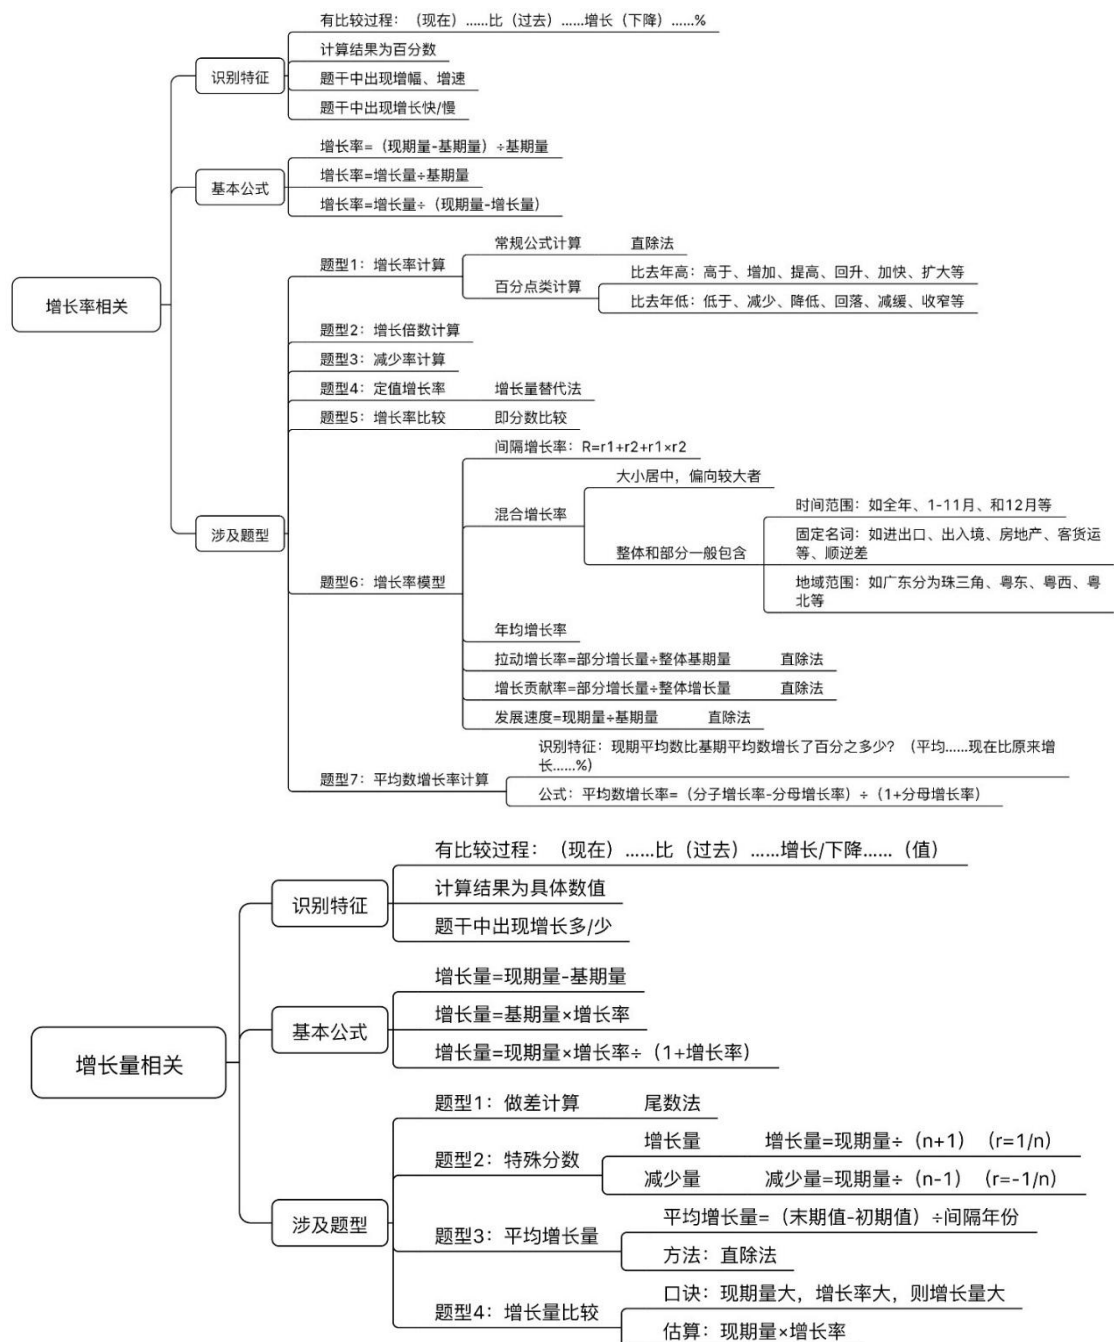 增长率相关
识别特征
有比较过程：（现在）……比（过去）……增长（下降）……%
计算结果为百分数
题干中出现增幅、增速
题干中出现增长快/慢
基本公式
增长率=（现期量-基期量）÷基期量
增长率=增长量÷基期量
增长率=增长量÷（现期量-增长量）
涉及题型
题型1：增长率计算
常规公式计算 直除法
百分点类计算
比去年高：高于、增加、提高、回升、加快、扩大等
比去年低：低于、减少、降低、回落、减缓、收窄等
题型2：增长倍数计算
题型3：减少率计算
题型4：定值增长率 增长量替代法
题型5：增长率比较 即分数比较
题型6：增长率模型
间隔增长率：R=r1+r2+r1×r2
混合增长率
大小居中，偏向较大者
整体和部分一般包含
时间范围：如全年、1-11月、和12月等
固定名词：如进出口、出入境、房地产、客货运
等、顺逆差
地域范围：如广东分为珠三角、粤东、粤西、粤
北等
年均增长率
拉动增长率=部分增长量÷整体基期量 直除法
增长贡献率=部分增长量÷整体增长量 直除法
发展速度=现期量÷基期量 直除法
题型7：平均数增长率计算
识别特征：现期平均数比基期平均数增长了百分之多少？（平均……现在比原来增
长……%）
公式：平均数增长率=（分子增长率-分母增长率）÷（1+分母增长率）
增长量相关
识别特征
有比较过程：（现在）……比（过去）……增长/下降……（值）
计算结果为具体数值
题干中出现增长多/少
基本公式
增长量=现期量-基期量
增长量=基期量×增长率
增长量=现期量×增长率÷（1+增长率）
涉及题型
题型1：做差计算 尾数法
题型2：特殊分数
增长量 增长量=现期量÷（n+1）（r=1/n）
减少量 减少量=现期量÷（n-1）（r=-1/n）
题型3：平均增长量
平均增长量=（末期值-初期值）÷间隔年份
方法：直除法
题型4：增长量比较
口诀：现期量大，增长率大，则增长量大
估算：现期量×增长率